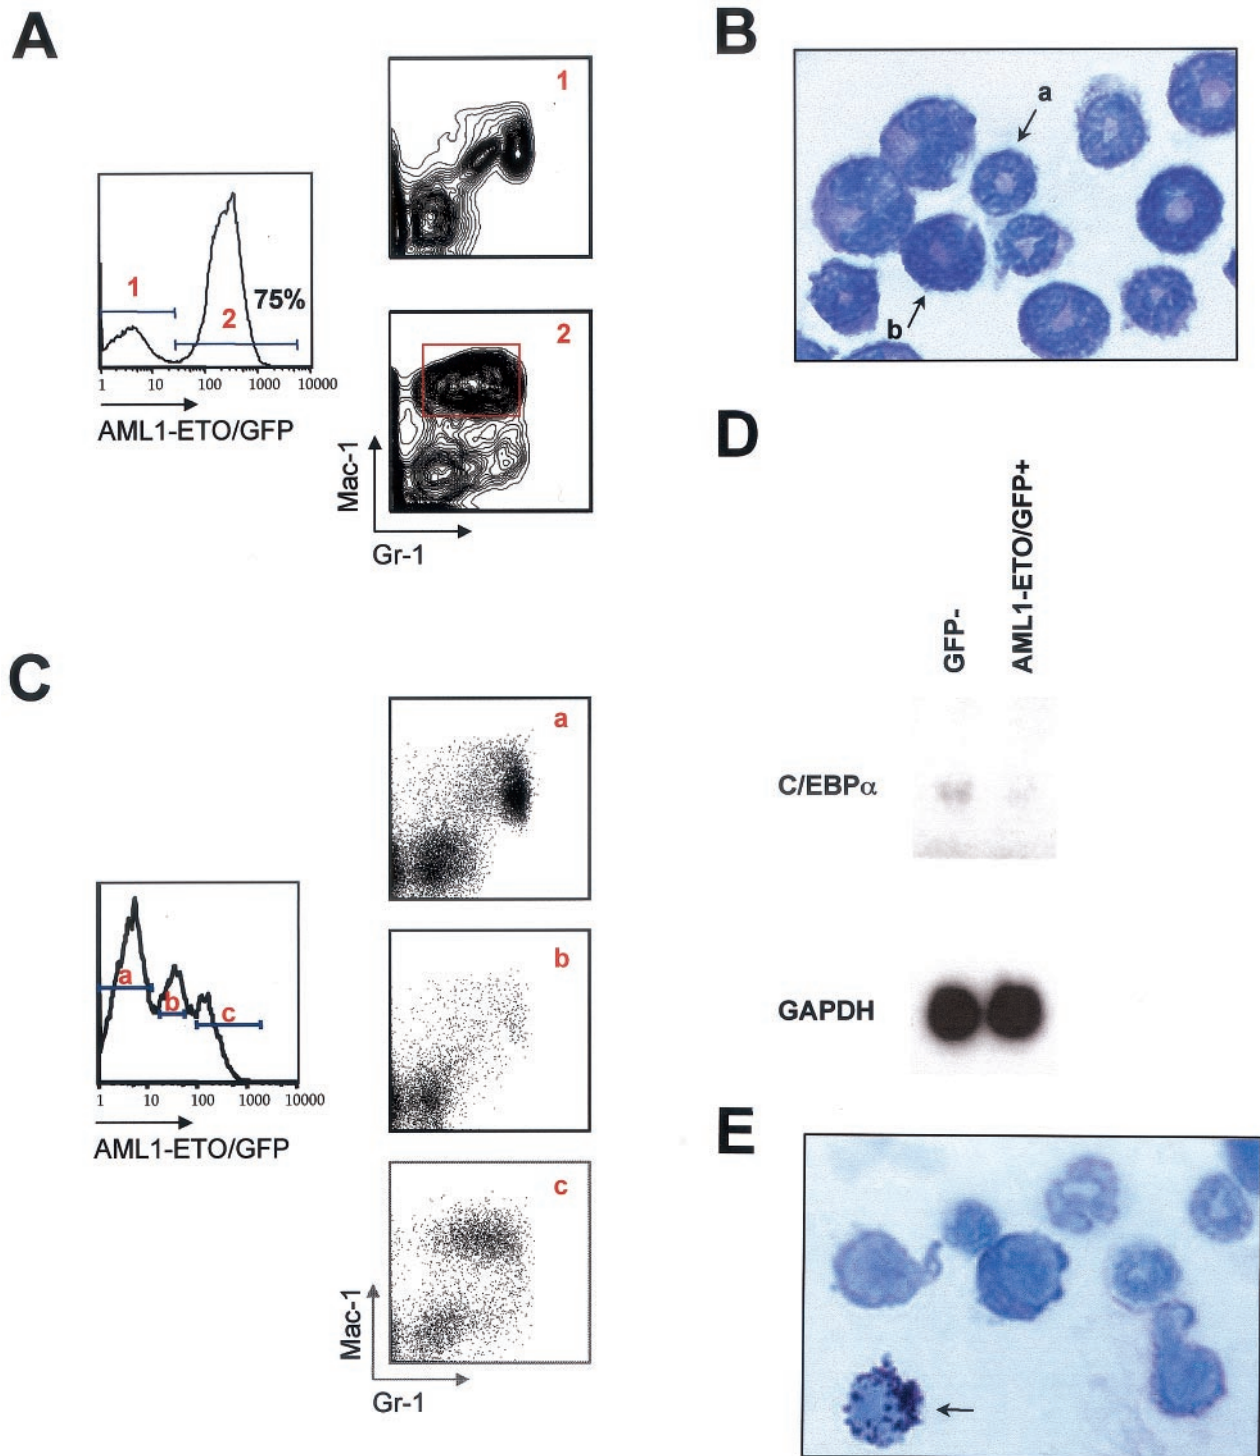 A
1
2
75%
1 10 100 1000 10000
AML1-ETO/GFP
1
2
Mac-1
Gr-1
B
a
b
C
a
b
c
1 10 100 1000 10000
AML1-ETO/GFP
a
b
c
Mac-1
Gr-1
D
GFP-
AML1-ETO/GFP+
C/EBPα
GAPDH
E